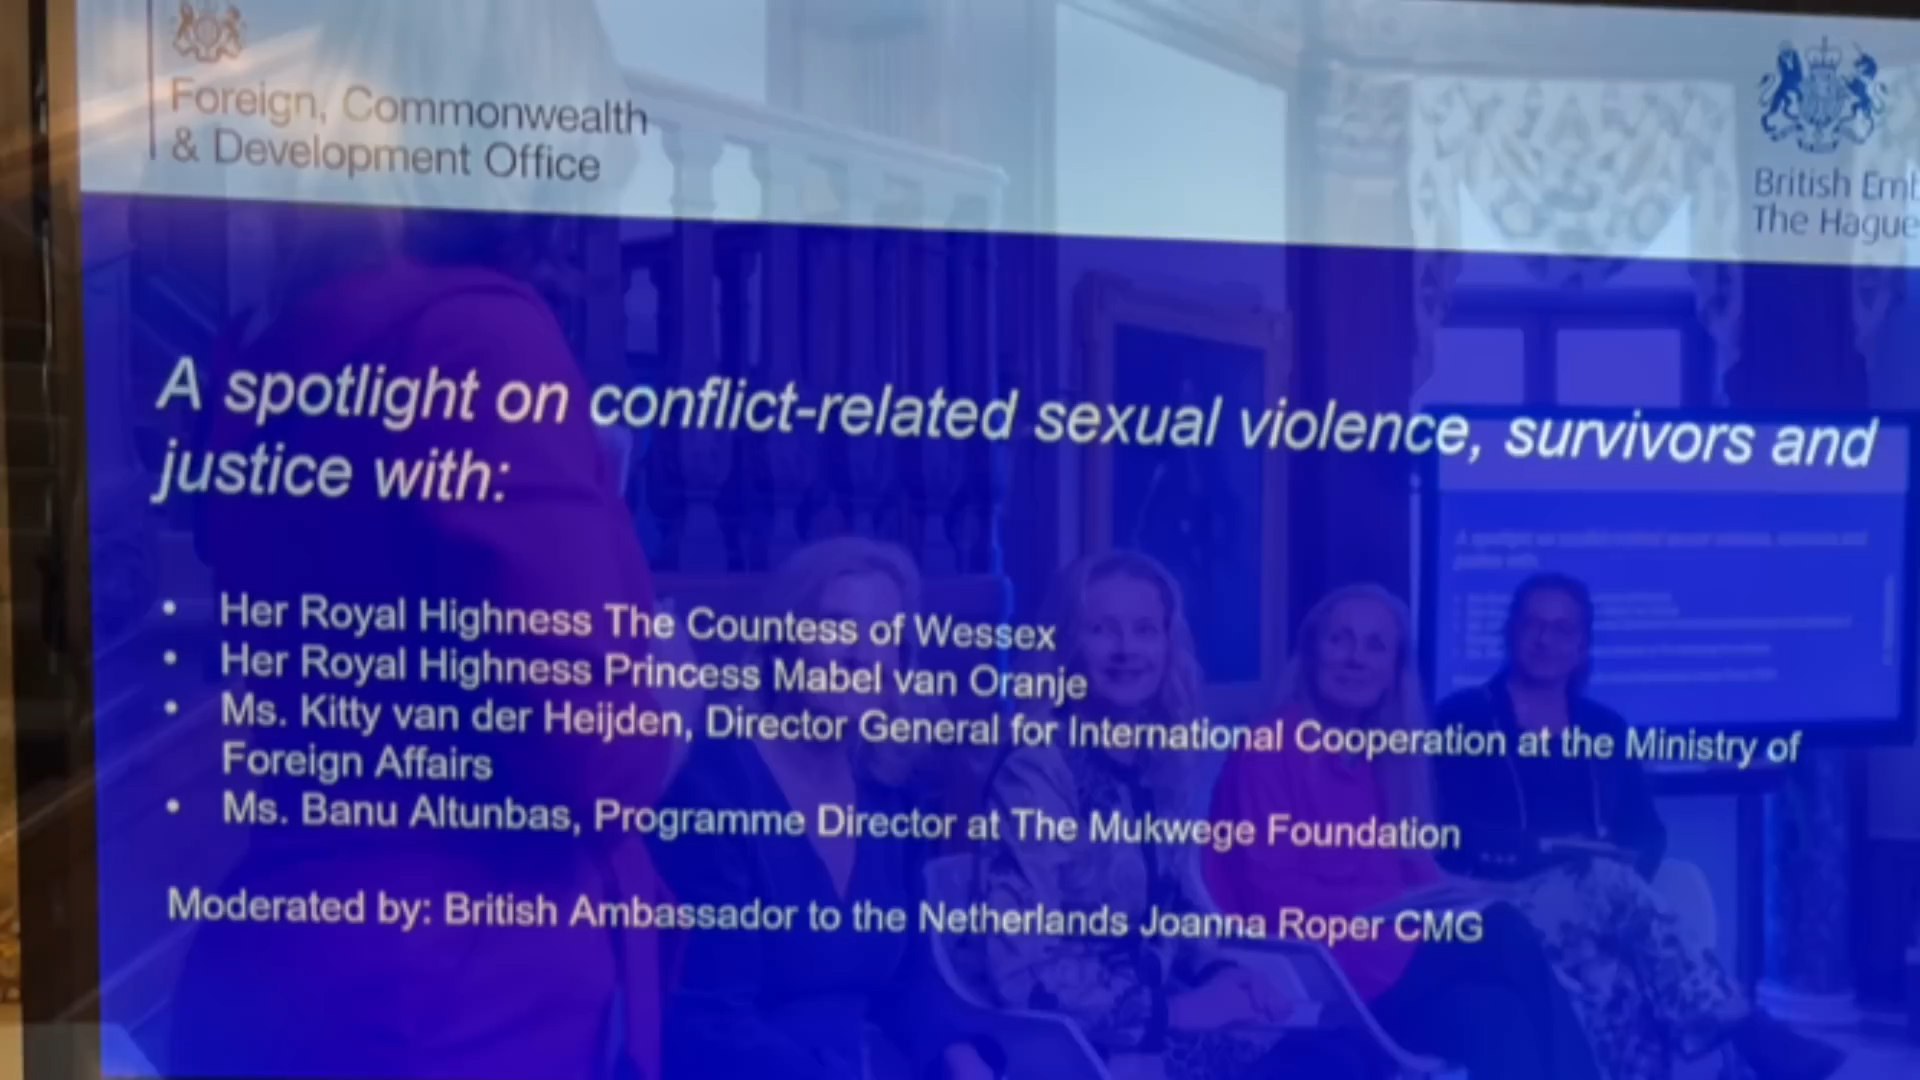 Foreign, Commonwealth
& Development Office
British
The Hague
A spotlight on conflict-related sexual violence, survivors and
justice with:
• Her Royal Highness The Countess of Wessex
• Her Royal Highness Princess Mabel van Oranje
• Ms. Kitty van der Heijden, Director General for International Cooperation at the Ministry of
Foreign Affairs
• Ms. Banu Altunbas, Programme Director at The Mukwege Foundation
Moderated by: British Ambassador to the Netherlands Joanna Roper CMG